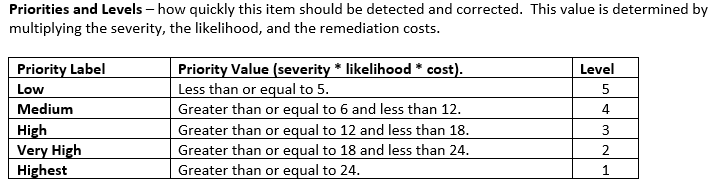 Priorities and Levels – how quickly this item should be detected and corrected.  This value is determined by
multiplying the severity, the likelihood, and the remediation costs.
Priority Label Priority Value (severity * likelihood * cost). Level
Low Less than or equal to 5. 5
Medium Greater than or equal to 6 and less than 12. 4
High Greater than or equal to 12 and less than 18. 3
Very High Greater than or equal to 18 and less than 24. 2
Highest Greater than or equal to 24. 1